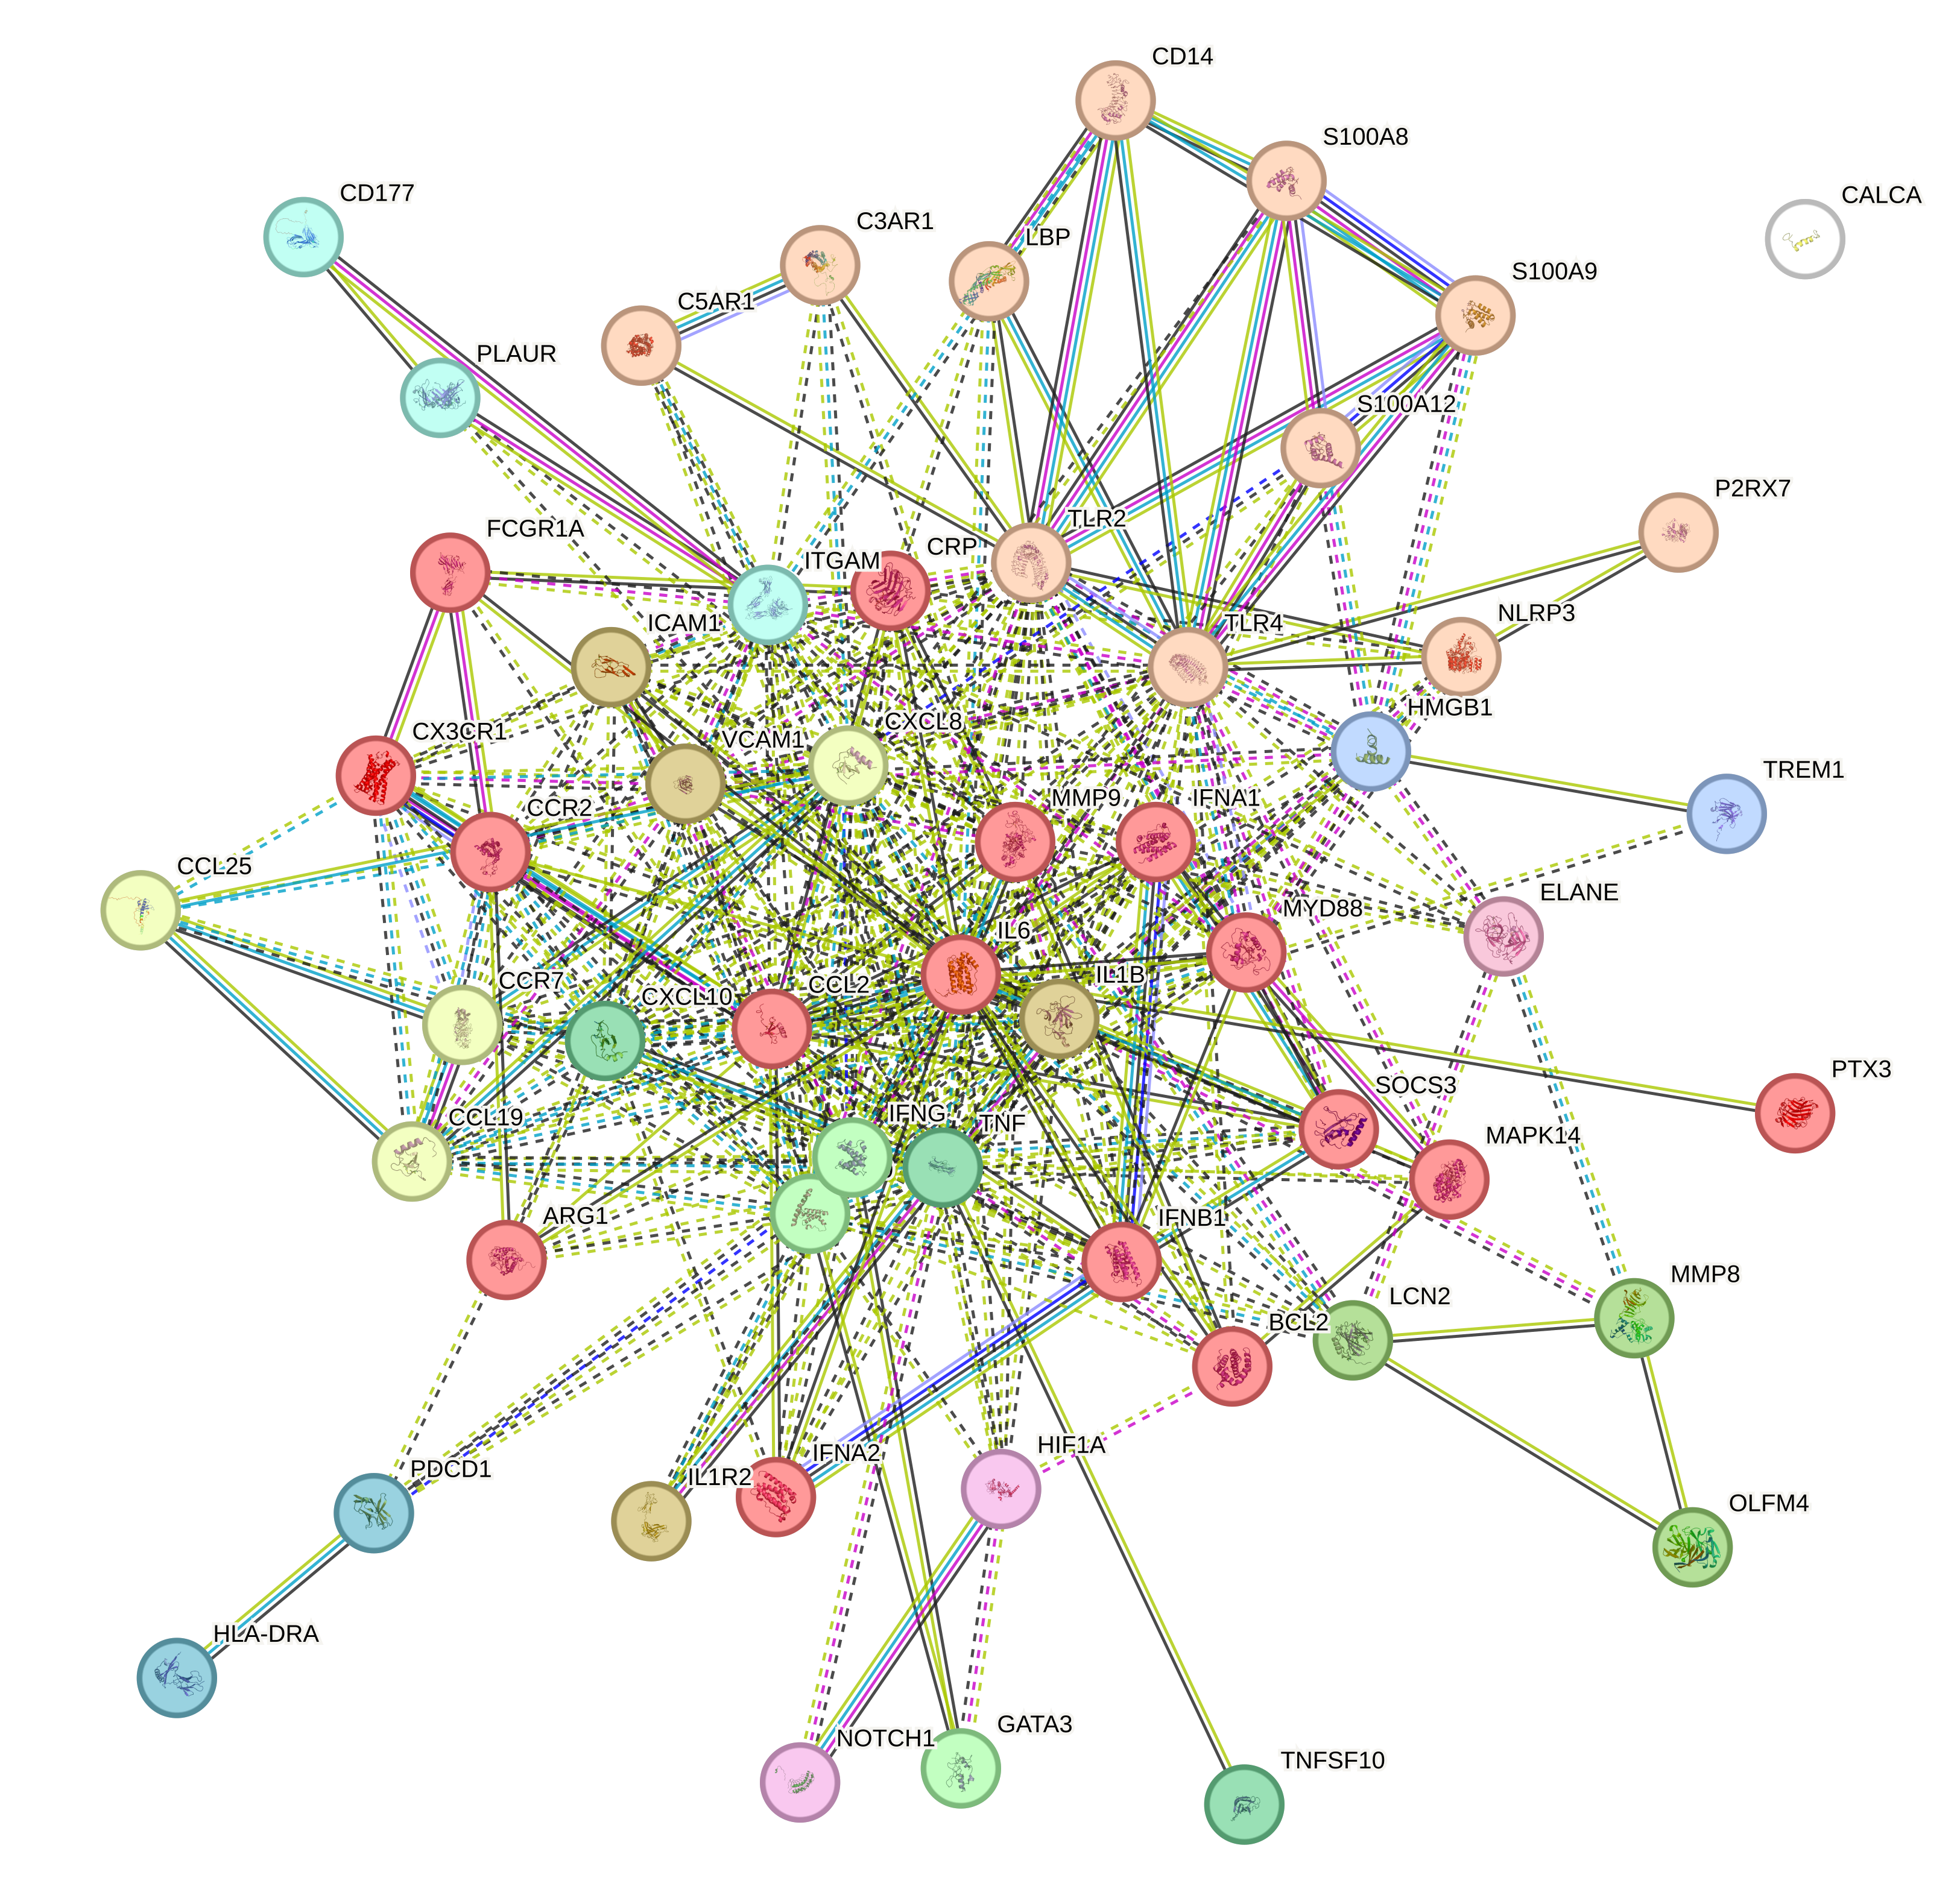 CD14
S100A8
CD177
CALCA
C3AR1
LBP
S100A9
C5AR1
PLAUR
S100A12
P2RX7
TLR2
FCGR1A
CRP
ITGAM
NLRP3
ICAM1
TLR4
HMGB1
CXCL8
CX3CR1
VCAM1
TREM1
MMP9
IFNA1
CCR2
CCL25
ELANE
MYD88
IL6
IL1B
CCR7
CCL2
CXCL10
PTX3
SOCS3
IFNG
CCL19
TNF
MAPK14
ARG1
IFNB1
MMP8
LCN2
BCL2
HIF1A
IFNA2
PDCD1
IL1R2
OLFM4
HLA-DRA
GATA3
NOTCH1
TNFSF10